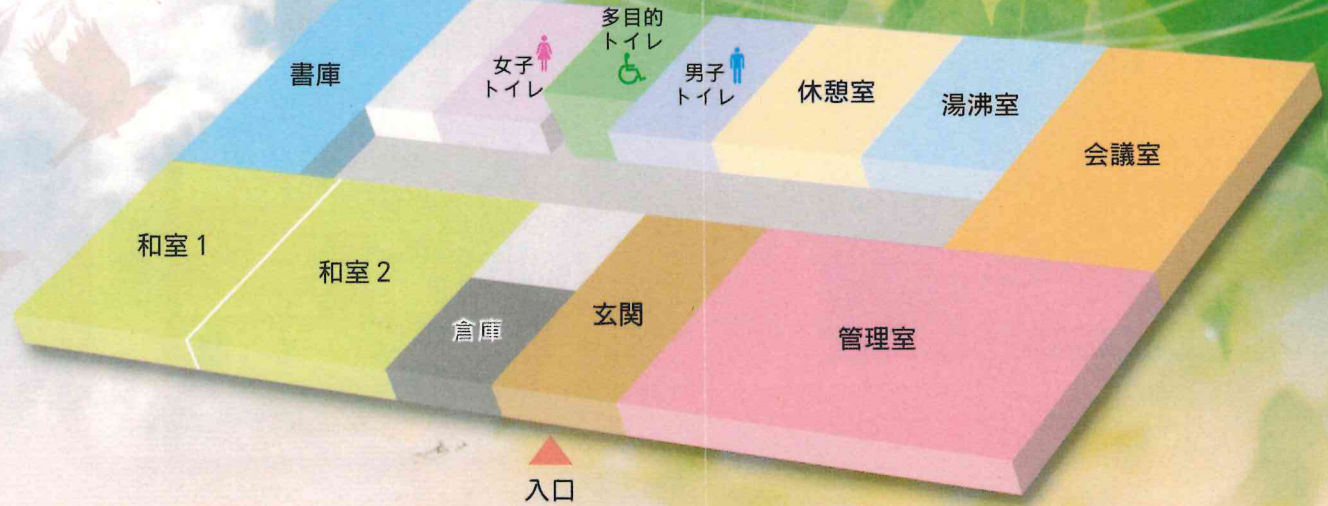 書庫
女子
トイレ
多目的
トイレ
男子
トイレ
休憩室
湯沸室
会議室
和室 1
和室 2
倉庫
玄関
管理室
入口